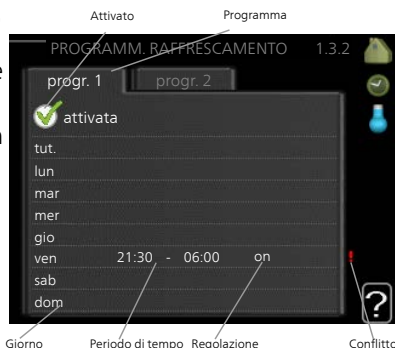 Attivato Programma
e
n
PROGRAMM. RAFFRESCAMENTO 1.3.2
progr. 1 progr. 2
attivata
tut.
lun
mar
mer
gio
ven 21:30 - 06:00 on !
sab
dom
?
Giorno Periodo di tempo Regolazione Conflitto